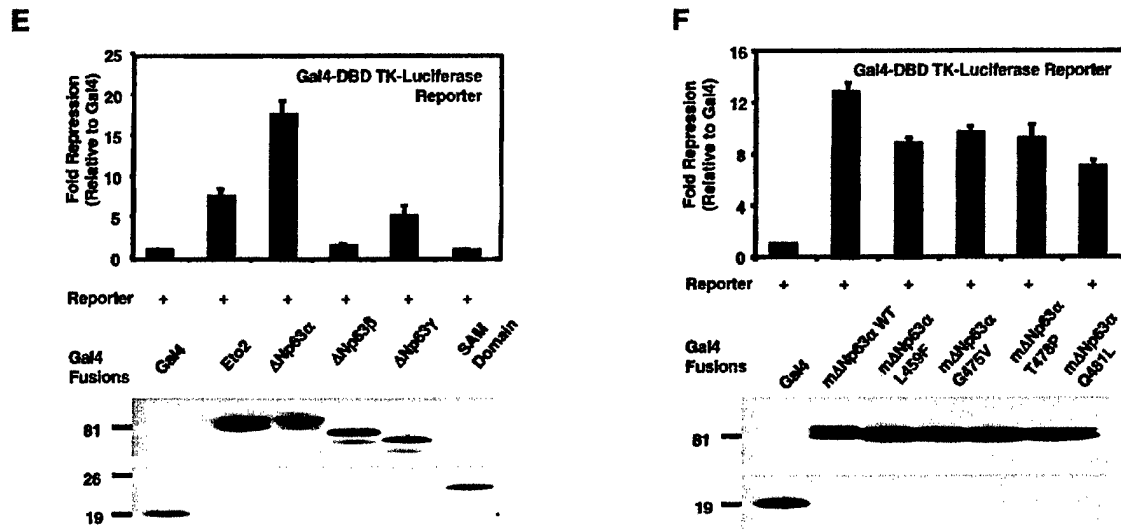 E
25
20
15
10
5
0
Fold Repression
(Relative to Gal4)
Gal4-DBD TK-Luciferase
Reporter
Reporter + + + + + +
Gal4
Fusions
Gal4
Eto2
ΔNp63α
ΔNp63β
ΔNp63γ
SAM
Domain
81
26
19
F
16
12
8
4
0
Fold Repression
(Relative to Gal4)
Gal4-DBD TK-Luciferase Reporter
Reporter + + + + + +
Gal4
Fusions
Gal4
mΔNp63α WT
mΔNp63α
L459F
mΔNp63α
G475V
mΔNp63α
T478P
mΔNp63α
Q481L
81
19